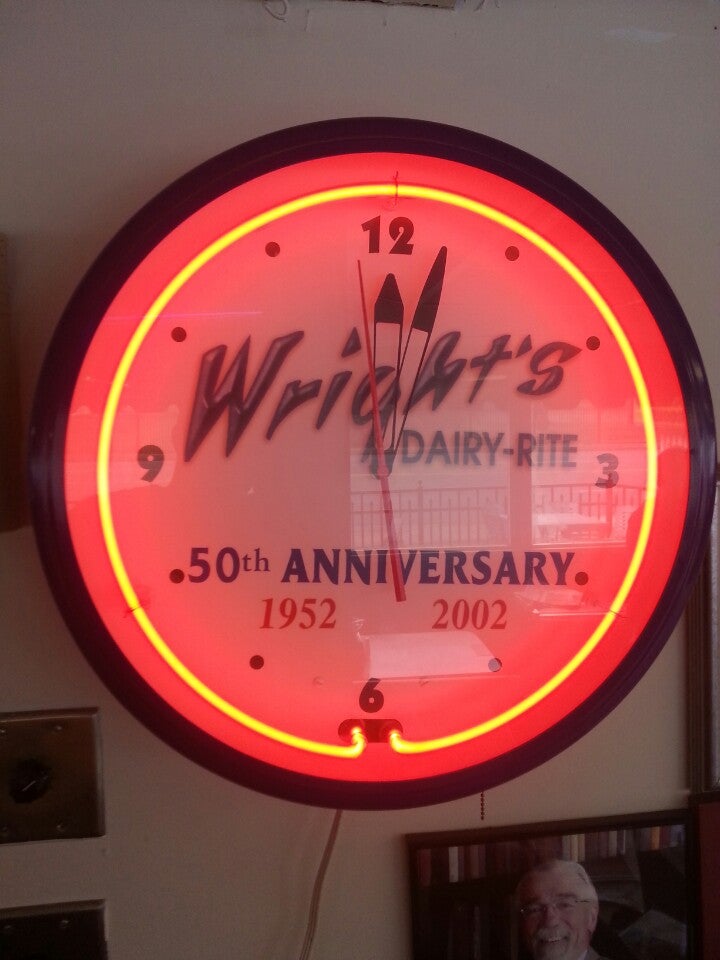 12
Wright's
DAIRY-RITE
9 3
50th ANNIVERSARY
1952 2002
6